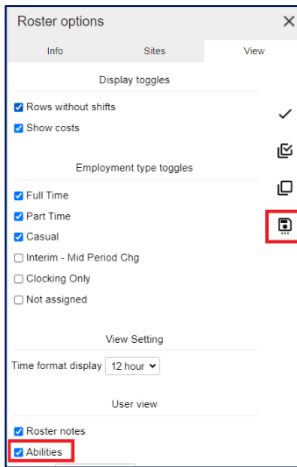 Roster options
Info Sites View
Display toggles
Rows without shifts
Show costs
Employment type toggles
Full Time
Part Time
Casual
Interim - Mid Period Chg
Clocking Only
Not assigned
View Setting
Time format display 12 hour
User view
Roster notes
Abilities